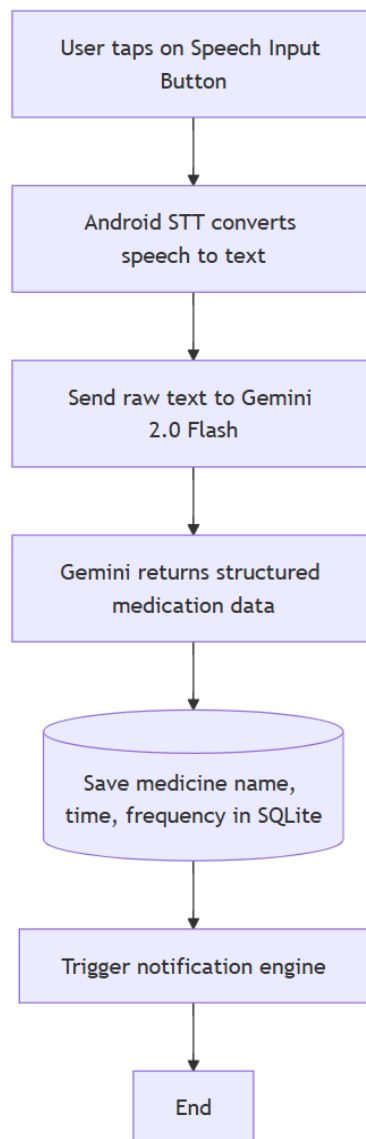 User taps on Speech Input
Button
Android STT converts
speech to text
Send raw text to Gemini
2.0 Flash
Gemini returns structured
medication data
Save medicine name,
time, frequency in SQLite
Trigger notification engine
End